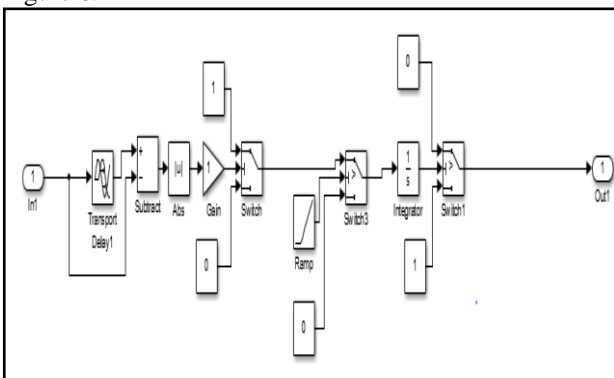 1
0
1
In1
Transport
Delay1
+
−
Subtract
|u|
Abs
1
Gain
Switch
0
Ramp
0
>
Switch3
1
s
Integrator
>
Switch1
1
1
Out1